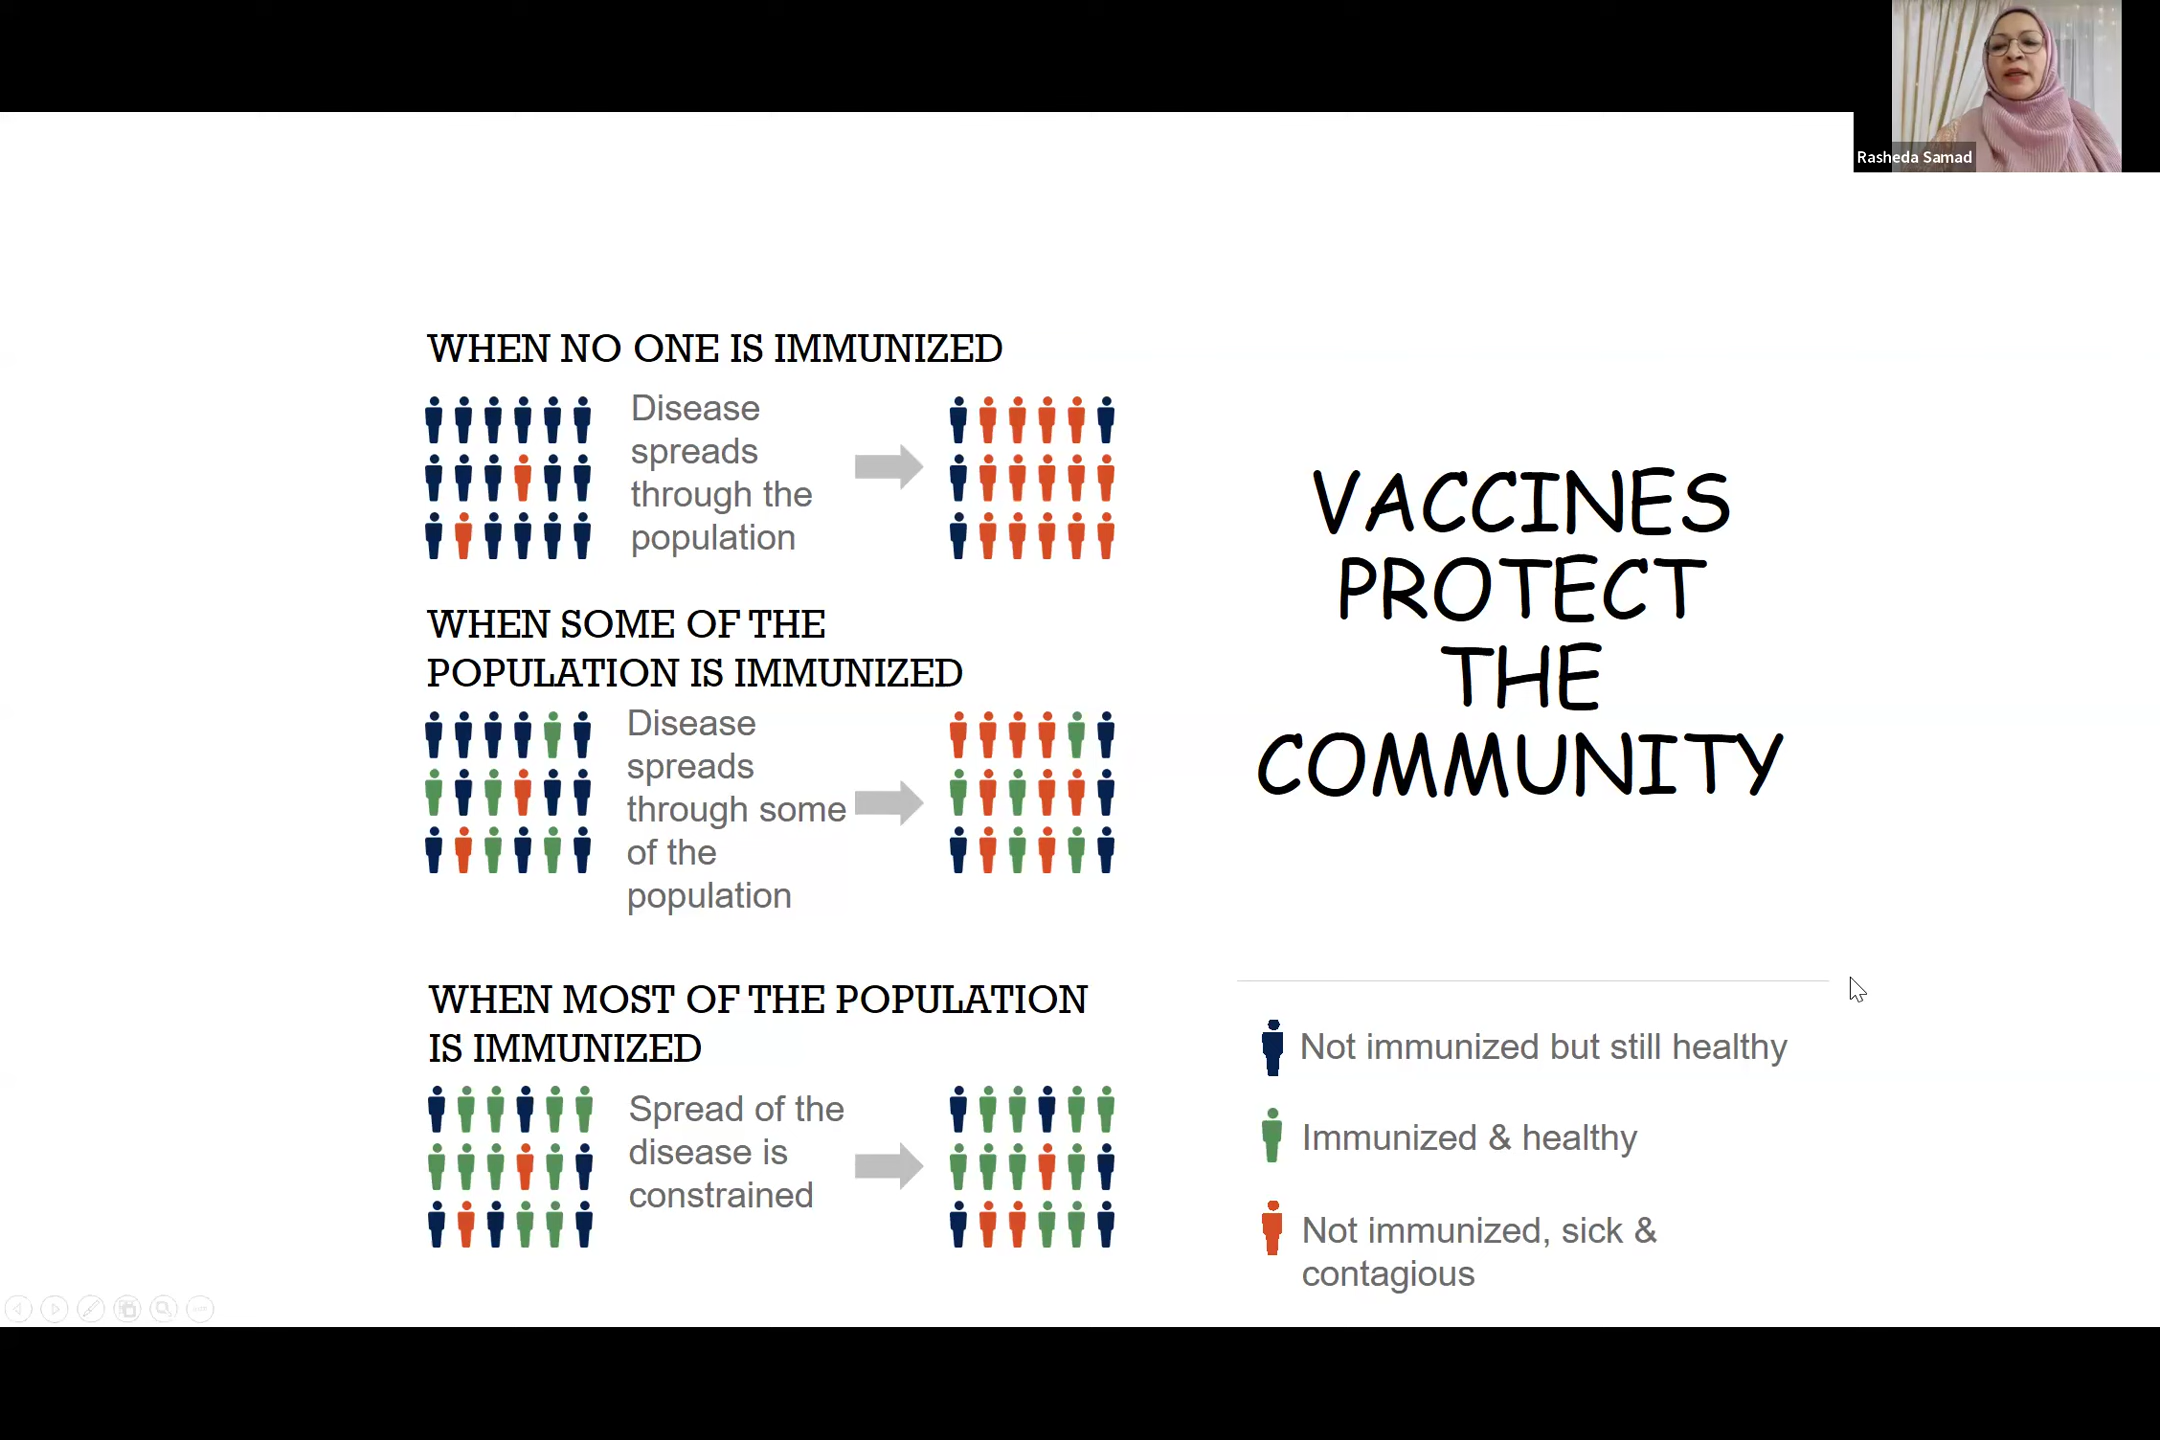 Rasheda Samad
WHEN NO ONE IS IMMUNIZED
Disease
spreads
through the
population
WHEN SOME OF THE
POPULATION IS IMMUNIZED
Disease
spreads
through some
of the
population
WHEN MOST OF THE POPULATION
IS IMMUNIZED
Spread of the
disease is
constrained
VACCINES
PROTECT
THE
COMMUNITY
Not immunized but still healthy
Immunized & healthy
Not immunized, sick &
contagious